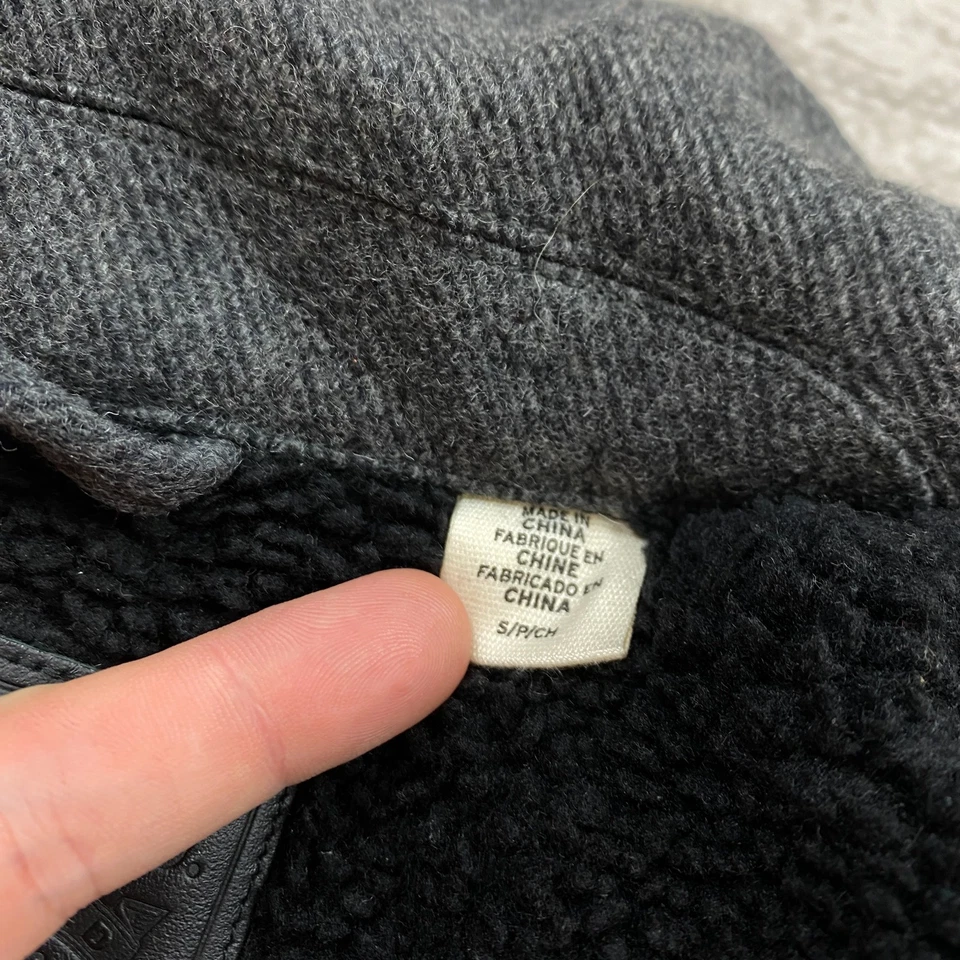 MADE IN
CHINA
FABRIQUE EN
CHINE
FABRICADO EN
CHINA
S/P/CH